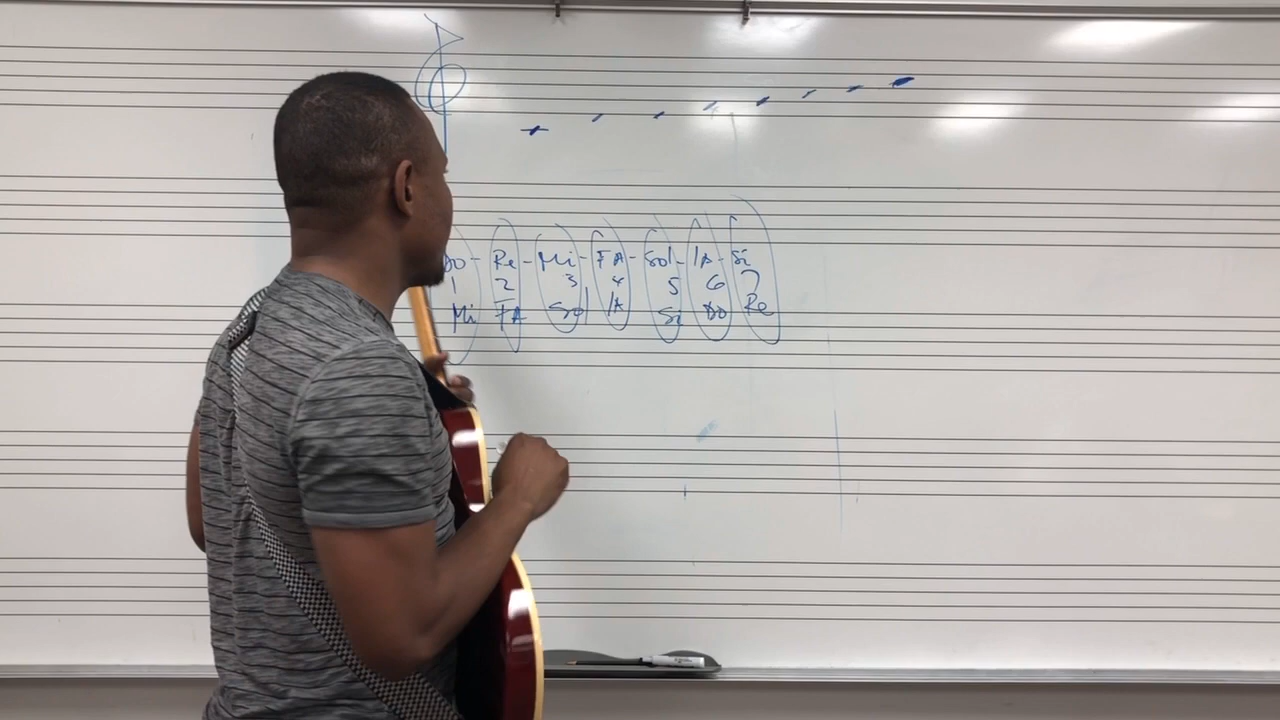 Do - Re - Mi - FA - Sol - lA - Si
1 2 3 4 5 6 7
Mi FA Sol lA Si Do Re